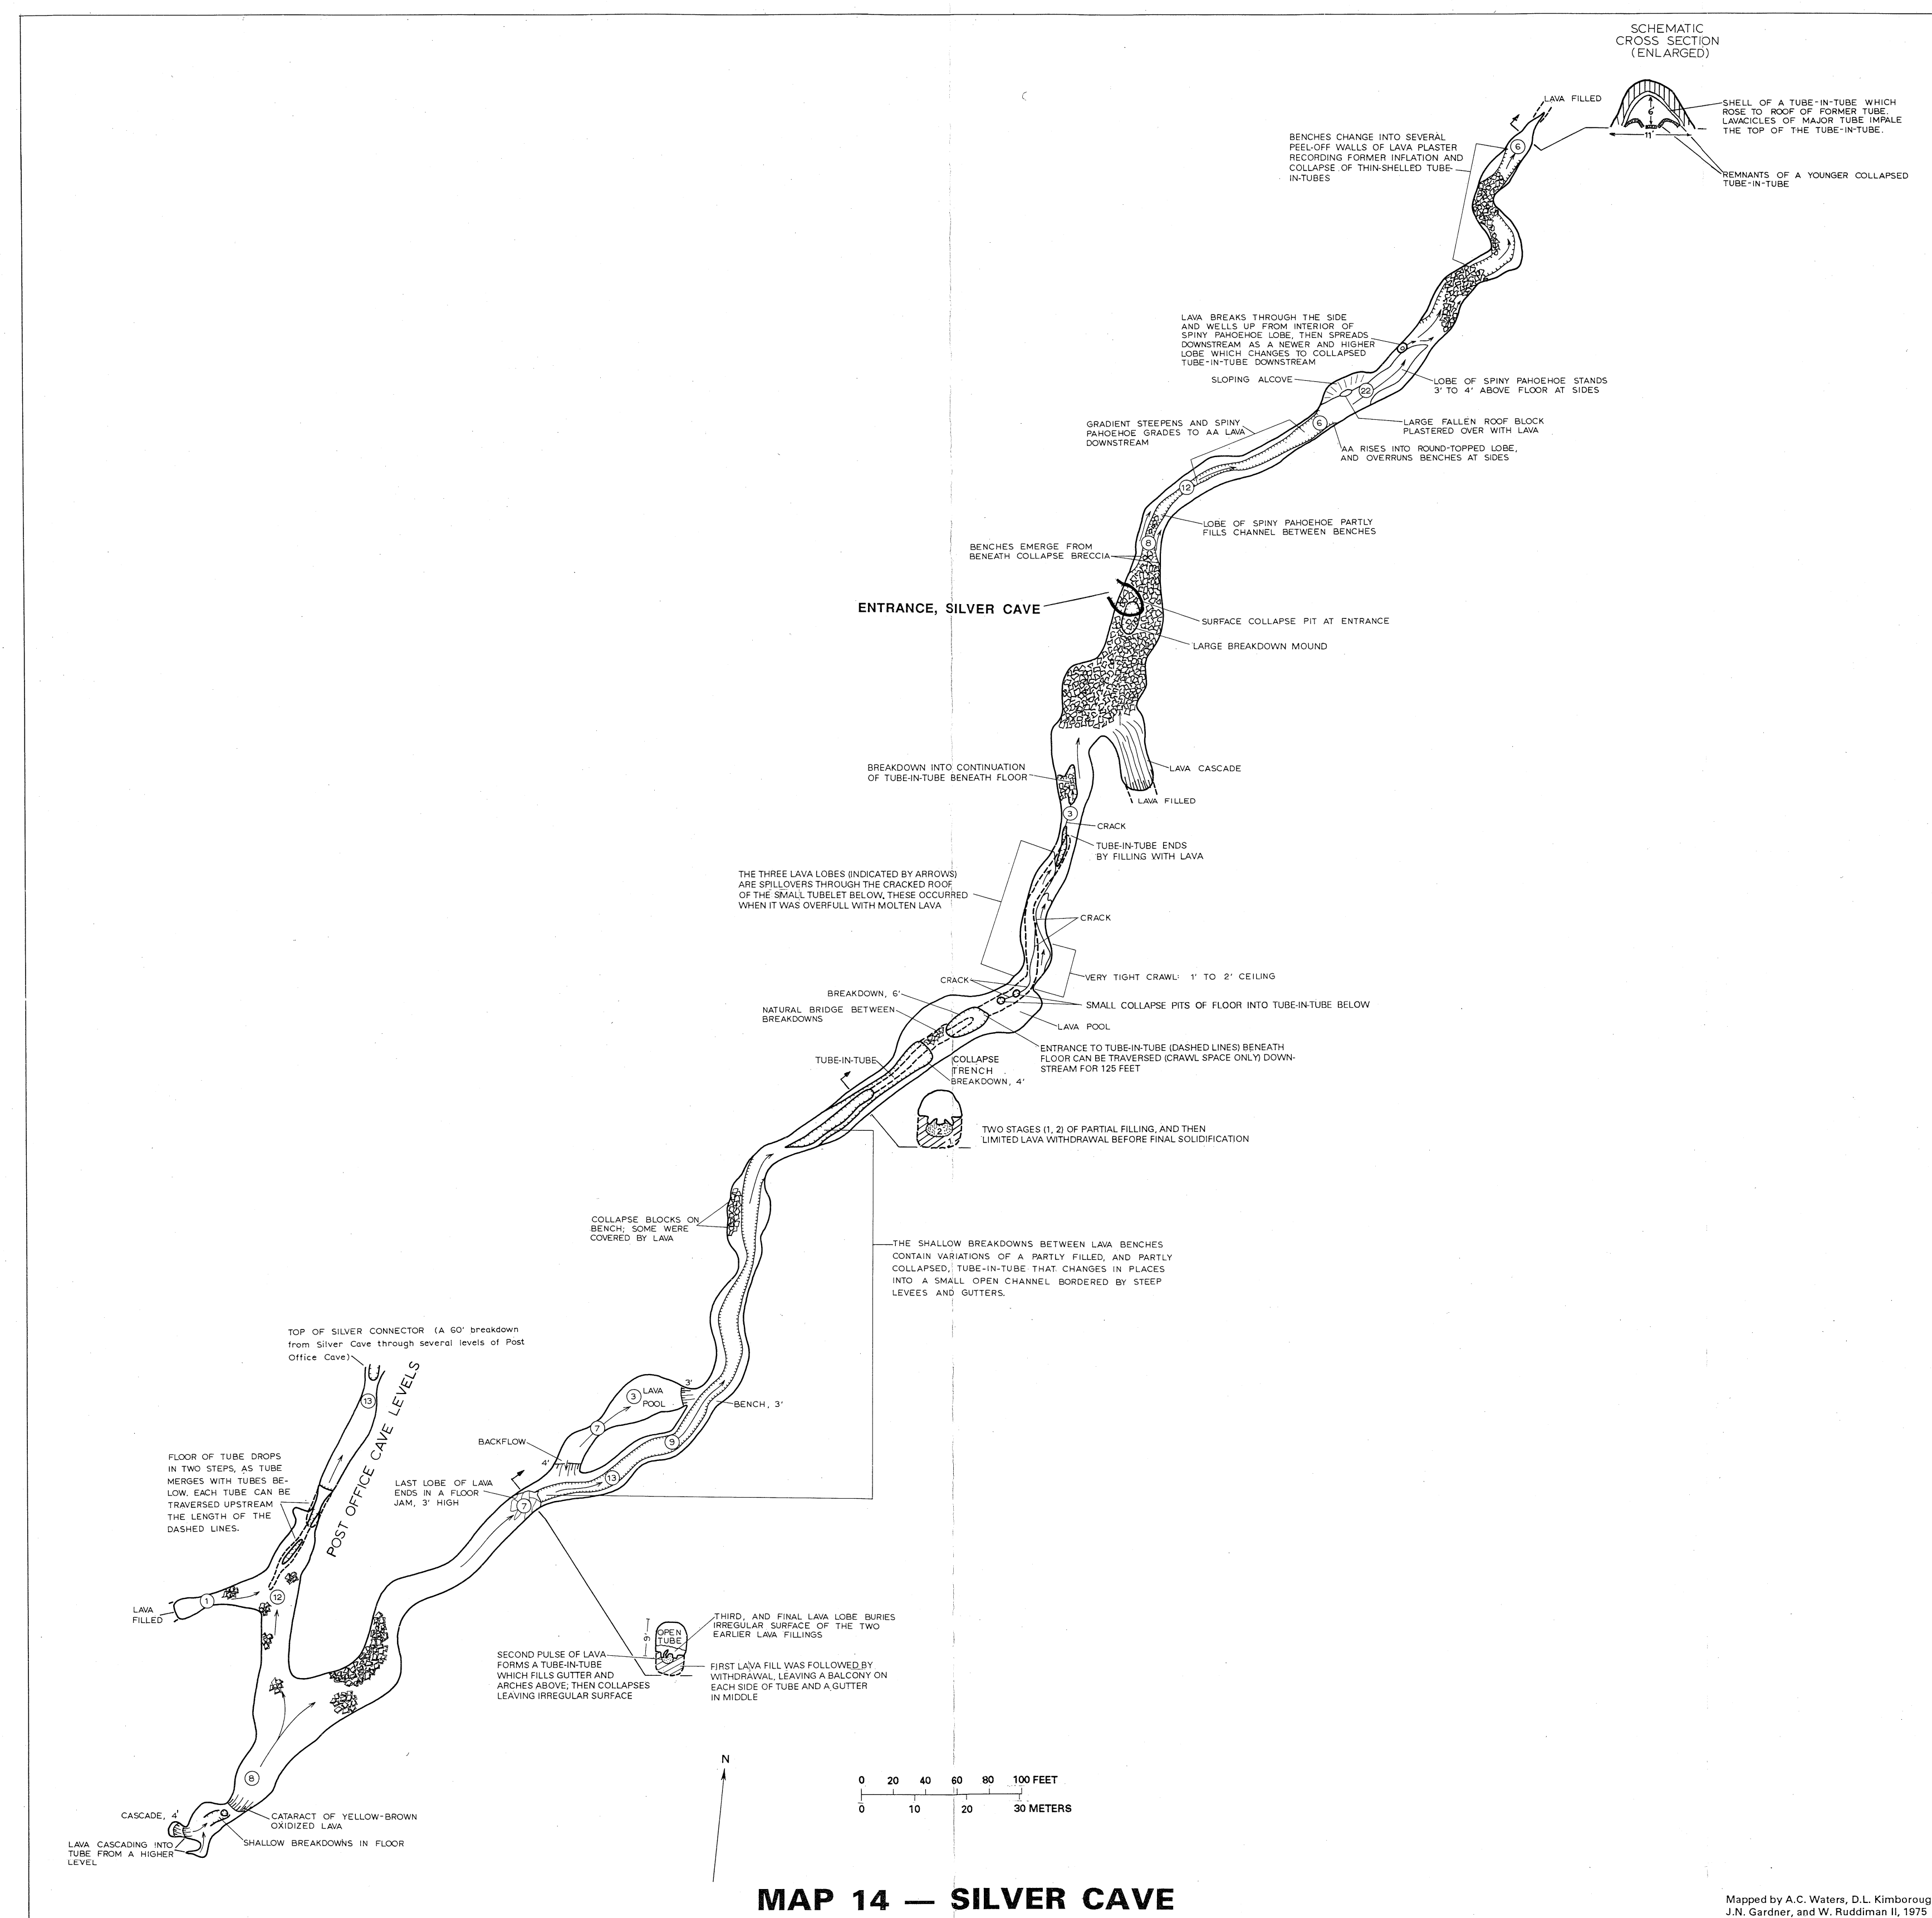 SCHEMATIC
CROSS SECTION
(ENLARGED)
LAVA FILLED
SHELL OF A TUBE-IN-TUBE WHICH
ROSE TO ROOF OF FORMER TUBE.
LAVACICLES OF MAJOR TUBE IMPALE
THE TOP OF THE TUBE-IN-TUBE.
6'
11'
REMNANTS OF A YOUNGER COLLAPSED
TUBE-IN-TUBE
BENCHES CHANGE INTO SEVERAL
PEEL-OFF WALLS OF LAVA PLASTER
RECORDING FORMER INFLATION AND
COLLAPSE OF THIN-SHELLED TUBE-
IN-TUBES
6
LAVA BREAKS THROUGH THE SIDE
AND WELLS UP FROM INTERIOR OF
SPINY PAHOEHOE LOBE, THEN SPREADS
DOWNSTREAM AS A NEWER AND HIGHER
LOBE WHICH CHANGES TO COLLAPSED
TUBE-IN-TUBE DOWNSTREAM
SLOPING ALCOVE
22
LOBE OF SPINY PAHOEHOE STANDS
3' TO 4' ABOVE FLOOR AT SIDES
GRADIENT STEEPENS AND SPINY
PAHOEHOE GRADES TO AA LAVA
DOWNSTREAM
6
LARGE FALLEN ROOF BLOCK
PLASTERED OVER WITH LAVA
AA RISES INTO ROUND-TOPPED LOBE,
AND OVERRUNS BENCHES AT SIDES
12
LOBE OF SPINY PAHOEHOE PARTLY
FILLS CHANNEL BETWEEN BENCHES
8
BENCHES EMERGE FROM
BENEATH COLLAPSE BRECCIA
ENTRANCE, SILVER CAVE
SURFACE COLLAPSE PIT AT ENTRANCE
LARGE BREAKDOWN MOUND
BREAKDOWN INTO CONTINUATION
OF TUBE-IN-TUBE BENEATH FLOOR
LAVA CASCADE
LAVA FILLED
3
CRACK
TUBE-IN-TUBE ENDS
BY FILLING WITH LAVA
THE THREE LAVA LOBES (INDICATED BY ARROWS)
ARE SPILLOVERS THROUGH THE CRACKED ROOF
OF THE SMALL TUBELET BELOW, THESE OCCURRED
WHEN IT WAS OVERFULL WITH MOLTEN LAVA
CRACK
VERY TIGHT CRAWL: 1' TO 2' CEILING
CRACK
BREAKDOWN, 6'
SMALL COLLAPSE PITS OF FLOOR INTO TUBE-IN-TUBE BELOW
NATURAL BRIDGE BETWEEN
BREAKDOWNS
LAVA POOL
TUBE-IN-TUBE
COLLAPSE
TRENCH
BREAKDOWN, 4'
ENTRANCE TO TUBE-IN-TUBE (DASHED LINES) BENEATH
FLOOR CAN BE TRAVERSED (CRAWL SPACE ONLY) DOWN-
STREAM FOR 125 FEET
2
1
TWO STAGES (1, 2) OF PARTIAL FILLING, AND THEN
LIMITED LAVA WITHDRAWAL BEFORE FINAL SOLIDIFICATION
COLLAPSE BLOCKS ON
BENCH; SOME WERE
COVERED BY LAVA
THE SHALLOW BREAKDOWNS BETWEEN LAVA BENCHES
CONTAIN VARIATIONS OF A PARTLY FILLED, AND PARTLY
COLLAPSED, TUBE-IN-TUBE THAT CHANGES IN PLACES
INTO A SMALL OPEN CHANNEL BORDERED BY STEEP
LEVEES AND GUTTERS.
TOP OF SILVER CONNECTOR (A 60' breakdown
from Silver Cave through several levels of Post
Office Cave)
13
POST OFFICE CAVE LEVELS
3
LAVA
POOL
3'
7
BENCH, 3'
9
BACKFLOW
4'
13
7
LAST LOBE OF LAVA
ENDS IN A FLOOR
JAM, 3' HIGH
FLOOR OF TUBE DROPS
IN TWO STEPS, AS TUBE
MERGES WITH TUBES BE-
LOW. EACH TUBE CAN BE
TRAVERSED UPSTREAM
THE LENGTH OF THE
DASHED LINES.
LAVA
FILLED
1
12
OPEN
TUBE
9'
THIRD, AND FINAL LAVA LOBE BURIES
IRREGULAR SURFACE OF THE TWO
EARLIER LAVA FILLINGS
SECOND PULSE OF LAVA
FORMS A TUBE-IN-TUBE
WHICH FILLS GUTTER AND
ARCHES ABOVE; THEN COLLAPSES
LEAVING IRREGULAR SURFACE
FIRST LAVA FILL WAS FOLLOWED BY
WITHDRAWAL, LEAVING A BALCONY ON
EACH SIDE OF TUBE AND A GUTTER
IN MIDDLE
8
CASCADE, 4'
CATARACT OF YELLOW-BROWN
OXIDIZED LAVA
SHALLOW BREAKDOWNS IN FLOOR
LAVA CASCADING INTO
TUBE FROM A HIGHER
LEVEL
N
0 20 40 60 80 100 FEET
0 10 20 30 METERS
MAP 14 — SILVER CAVE
Mapped by A.C. Waters, D.L. Kimboroug
J.N. Gardner, and W. Ruddiman II, 1975